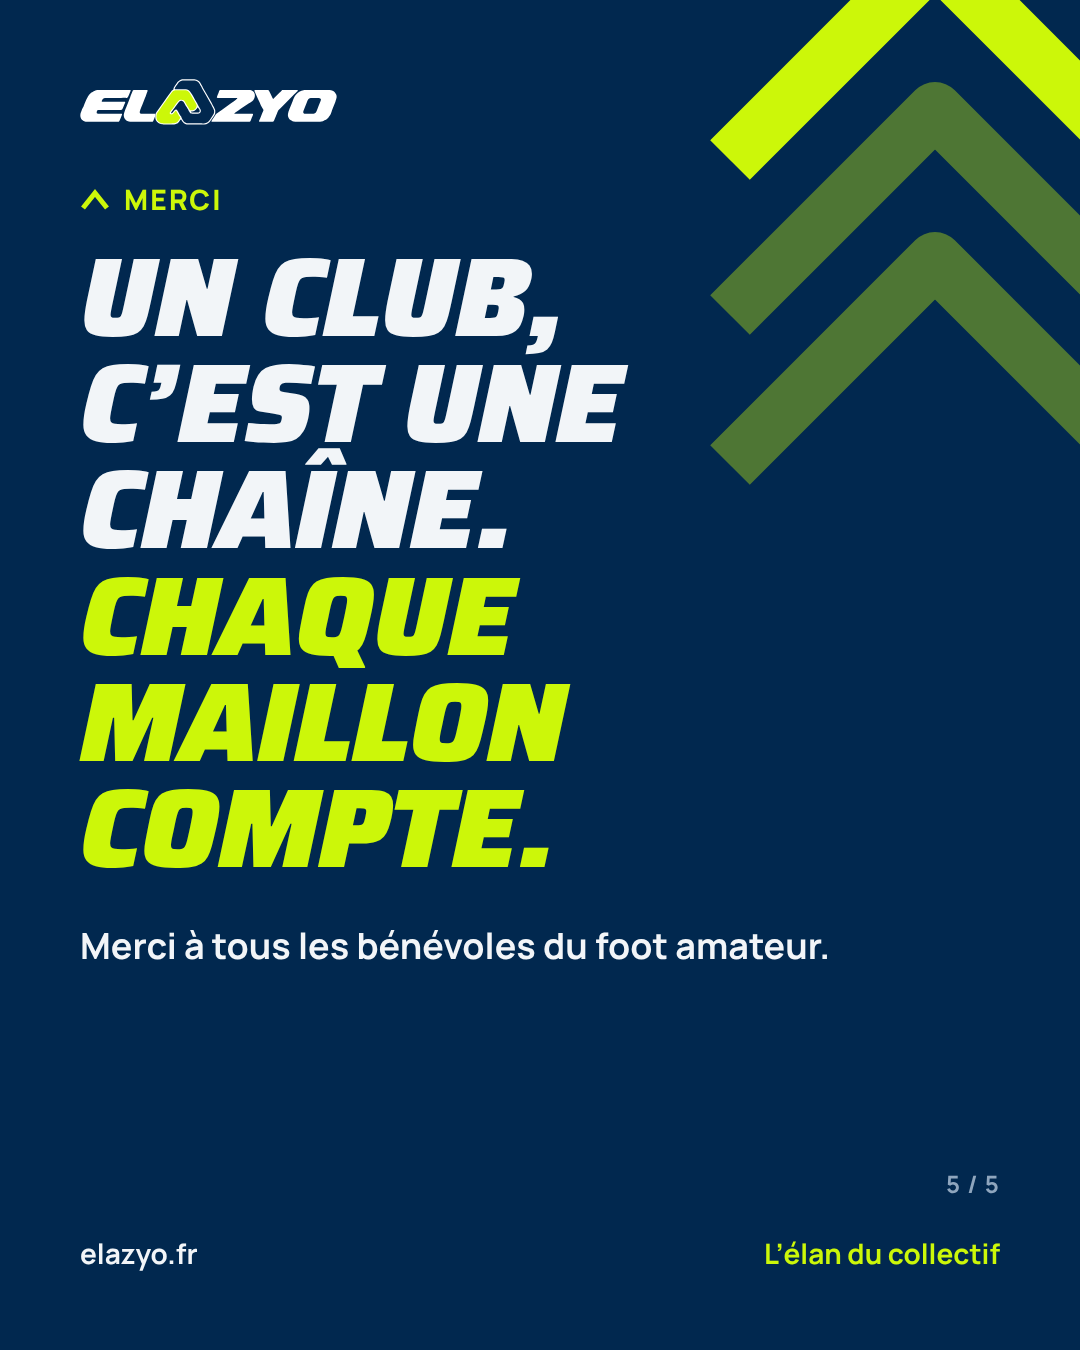 ELAZYO
MERCI
UN CLUB,
C’EST UNE
CHAÎNE.
CHAQUE
MAILLON
COMPTE.
Merci à tous les bénévoles du foot amateur.
5 / 5
elazyo.fr
L’élan du collectif